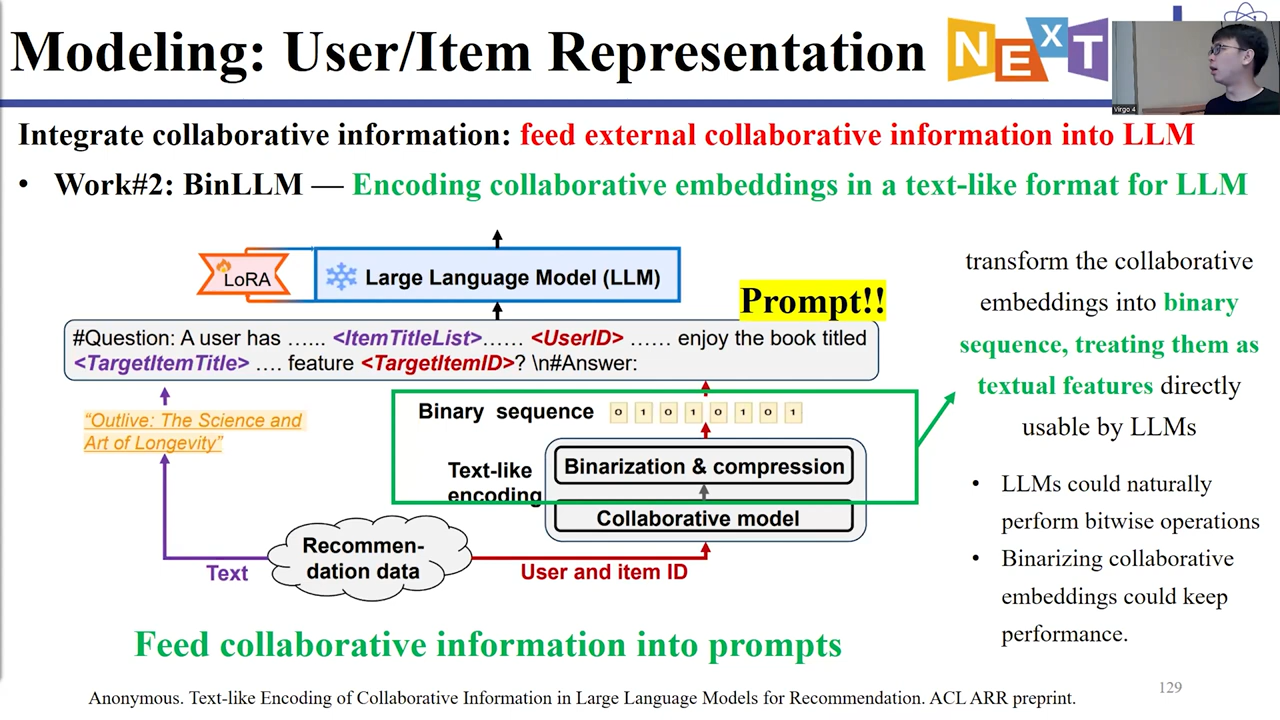 Modeling: User/Item Representation
NExT
Virgo 4
Integrate collaborative information: feed external collaborative information into LLM
• Work#2: BinLLM — Encoding collaborative embeddings in a text-like format for LLM
LoRA
Large Language Model (LLM)
Prompt!!
#Question: A user has …... <ItemTitleList>…… <UserID> …… enjoy the book titled
<TargetItemTitle> …. feature <TargetItemID>? \n#Answer:
"Outlive: The Science and
Art of Longevity"
Binary sequence 0 1 0 1 0 1 0 1
Text-like
encoding
Binarization & compression
Collaborative model
Recommen-
dation data
Text
User and item ID
transform the collaborative
embeddings into binary
sequence, treating them as
textual features directly
usable by LLMs
• LLMs could naturally
perform bitwise operations
• Binarizing collaborative
embeddings could keep
performance.
Feed collaborative information into prompts
Anonymous. Text-like Encoding of Collaborative Information in Large Language Models for Recommendation. ACL ARR preprint.
129